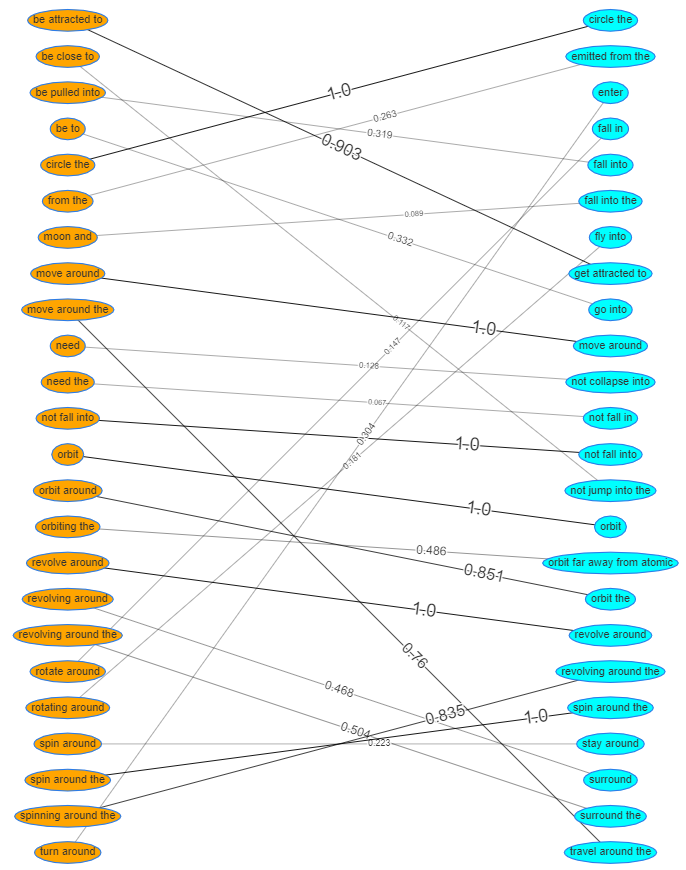 be attracted to
circle the
be close to
emitted from the
be pulled into
enter
be to
fall in
circle the
fall into
from the
fall into the
moon and
fly into
move around
get attracted to
move around the
go into
need
move around
need the
not collapse into
not fall into
not fall in
orbit
not fall into
orbit around
not jump into the
orbiting the
orbit
revolve around
orbit far away from atomic
revolving around
orbit the
revolving around the
revolve around
rotate around
revolving around the
rotating around
spin around the
spin around
stay around
spin around the
surround
spinning around the
surround the
turn around
travel around the
1.0
0.263
0.319
0.903
0.089
0.332
0.117
1.0
0.147
0.128
0.067
0.304
1.0
0.181
1.0
0.486
0.851
1.0
0.76
0.468
0.835
1.0
0.504
0.223